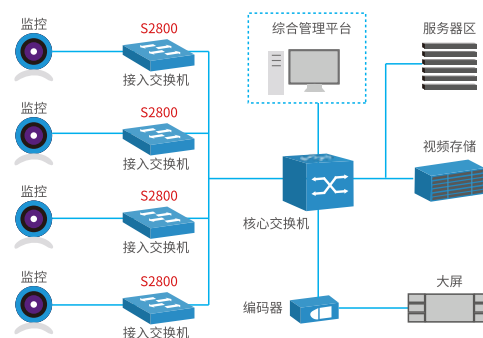 监控
S2800
接入交换机
综合管理平台
服务器区
监控
S2800
接入交换机
视频存储
监控
S2800
接入交换机
核心交换机
监控
S2800
接入交换机
编码器
大屏